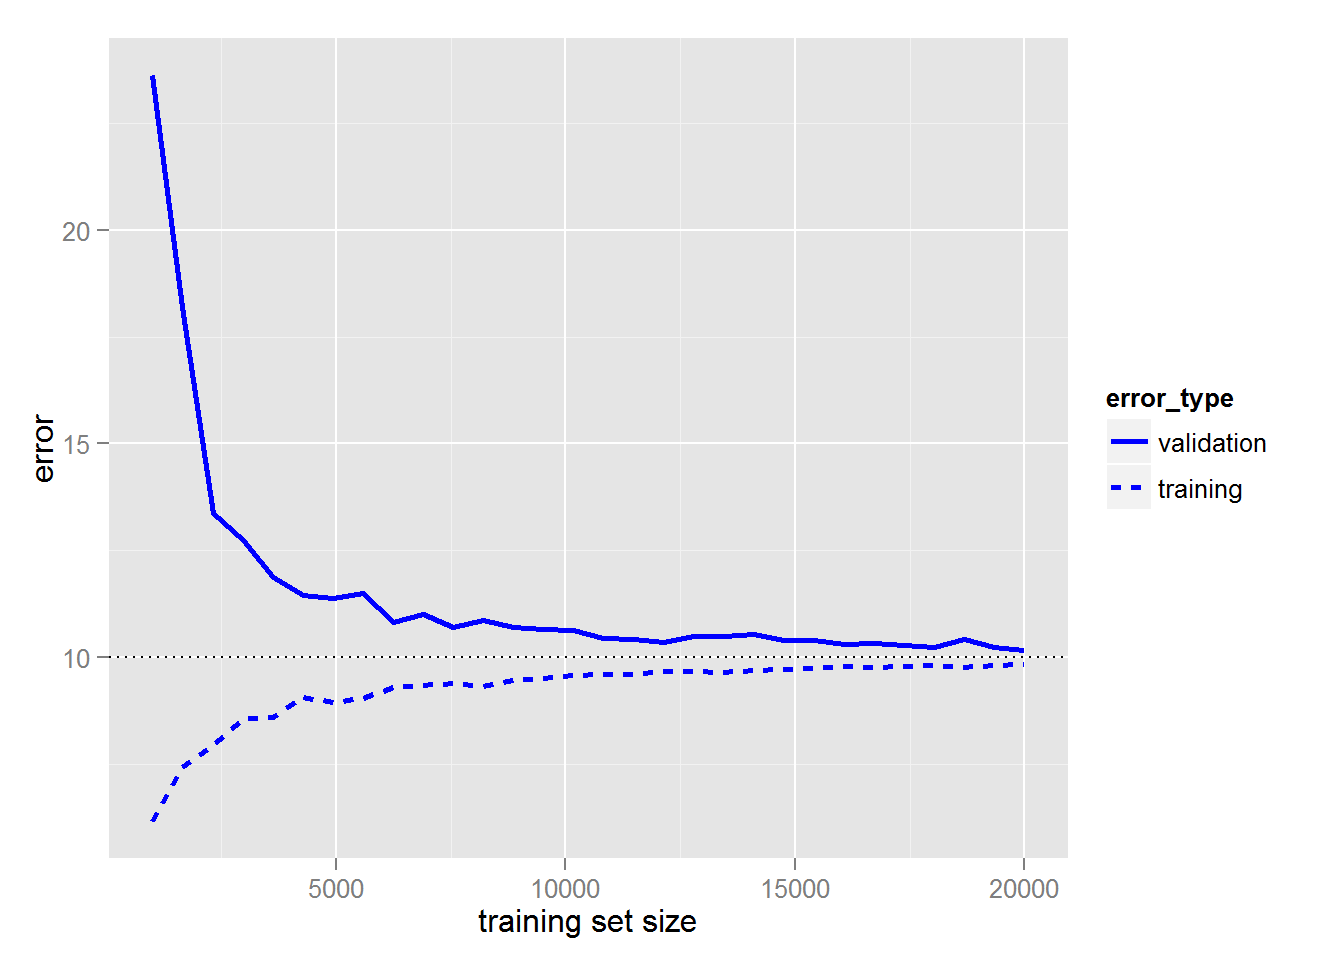 20
15
10
error
5000 10000 15000 20000
training set size
error_type
validation
training